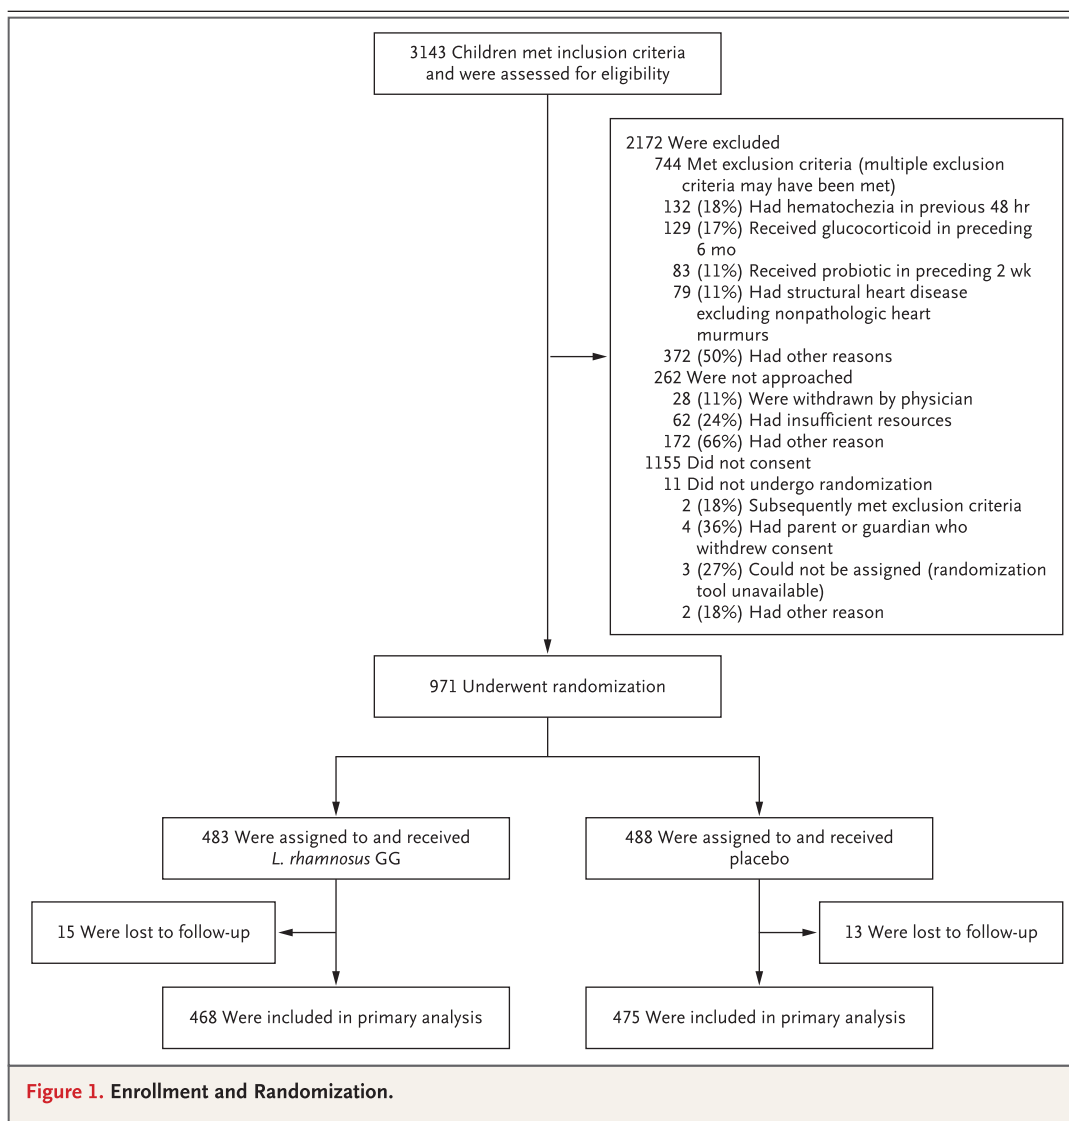 3143 Children met inclusion criteria
and were assessed for eligibility
2172 Were excluded
744 Met exclusion criteria (multiple exclusion
criteria may have been met)
132 (18%) Had hematochezia in previous 48 hr
129 (17%) Received glucocorticoid in preceding
6 mo
83 (11%) Received probiotic in preceding 2 wk
79 (11%) Had structural heart disease
excluding nonpathologic heart
murmurs
372 (50%) Had other reasons
262 Were not approached
28 (11%) Were withdrawn by physician
62 (24%) Had insufficient resources
172 (66%) Had other reason
1155 Did not consent
11 Did not undergo randomization
2 (18%) Subsequently met exclusion criteria
4 (36%) Had parent or guardian who
withdrew consent
3 (27%) Could not be assigned (randomization
tool unavailable)
2 (18%) Had other reason
971 Underwent randomization
483 Were assigned to and received
L. rhamnosus GG
488 Were assigned to and received
placebo
15 Were lost to follow-up
13 Were lost to follow-up
468 Were included in primary analysis
475 Were included in primary analysis
Figure 1. Enrollment and Randomization.